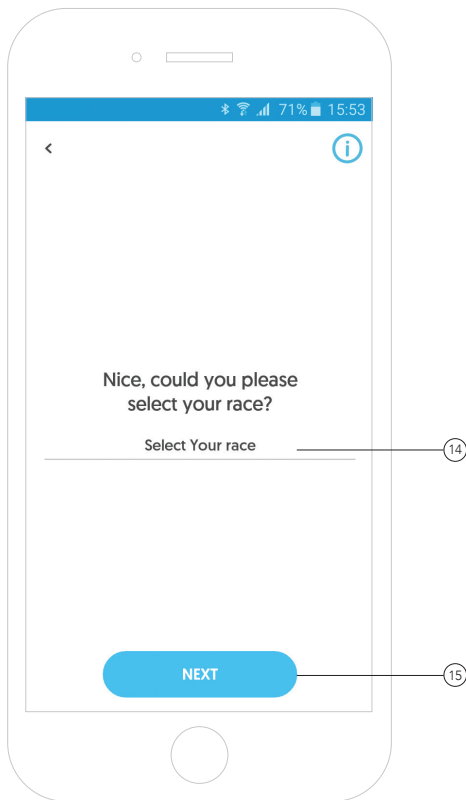 71% 15:53
i
Nice, could you please
select your race?
Select Your race
14
NEXT
15